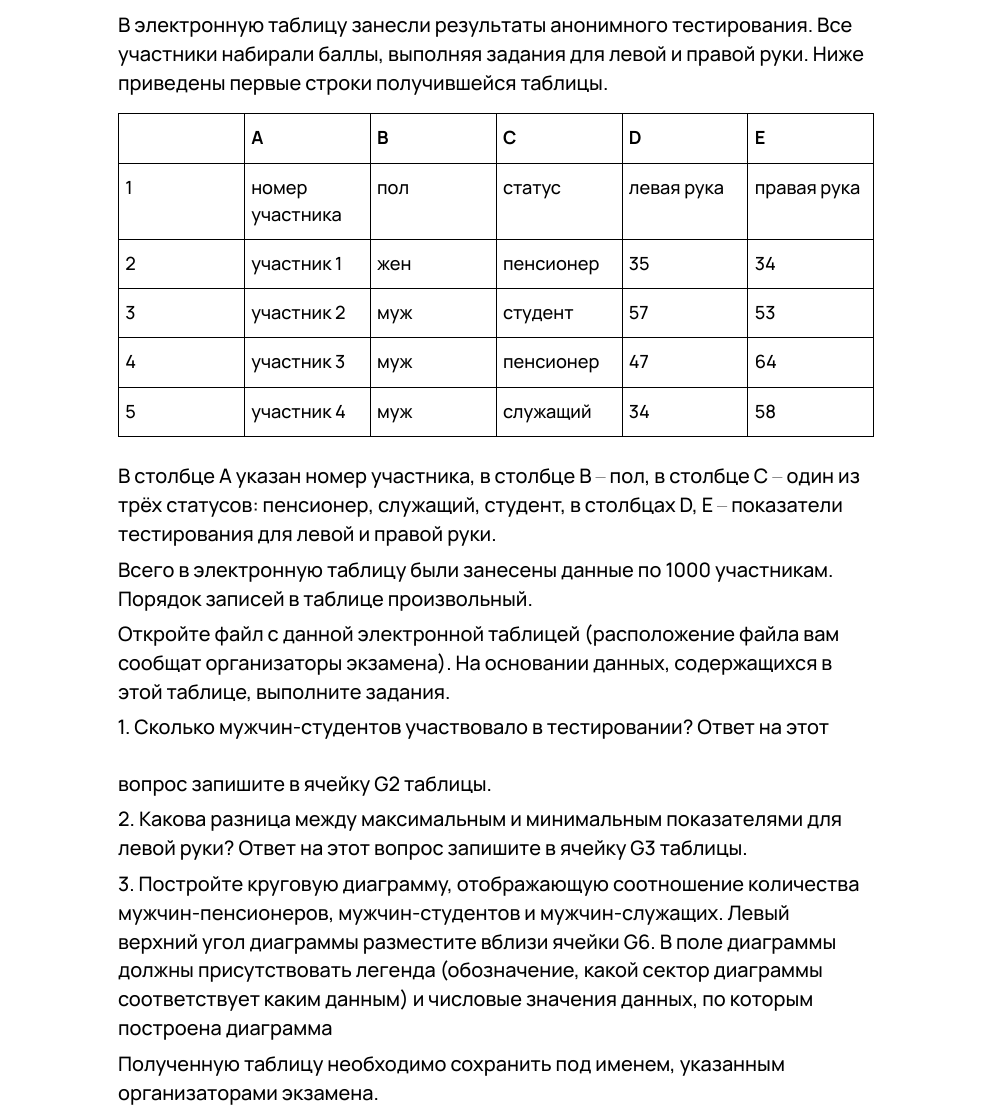 В электронную таблицу занесли результаты анонимного тестирования. Все
участники набирали баллы, выполняя задания для левой и правой руки. Ниже
приведены первые строки получившейся таблицы.
A B C D E
1 номер участника пол статус левая рука правая рука
2 участник 1 жен пенсионер 35 34
3 участник 2 муж студент 57 53
4 участник 3 муж пенсионер 47 64
5 участник 4 муж служащий 34 58
В столбце A указан номер участника, в столбце B – пол, в столбце C – один из
трёх статусов: пенсионер, служащий, студент, в столбцах D, E – показатели
тестирования для левой и правой руки.
Всего в электронную таблицу были занесены данные по 1000 участникам.
Порядок записей в таблице произвольный.
Откройте файл с данной электронной таблицей (расположение файла вам
сообщат организаторы экзамена). На основании данных, содержащихся в
этой таблице, выполните задания.
1. Сколько мужчин-студентов участвовало в тестировании? Ответ на этот
вопрос запишите в ячейку G2 таблицы.
2. Какова разница между максимальным и минимальным показателями для
левой руки? Ответ на этот вопрос запишите в ячейку G3 таблицы.
3. Постройте круговую диаграмму, отображающую соотношение количества
мужчин-пенсионеров, мужчин-студентов и мужчин-служащих. Левый
верхний угол диаграммы разместите вблизи ячейки G6. В поле диаграммы
должны присутствовать легенда (обозначение, какой сектор диаграммы
соответствует каким данным) и числовые значения данных, по которым
построена диаграмма
Полученную таблицу необходимо сохранить под именем, указанным
организаторами экзамена.